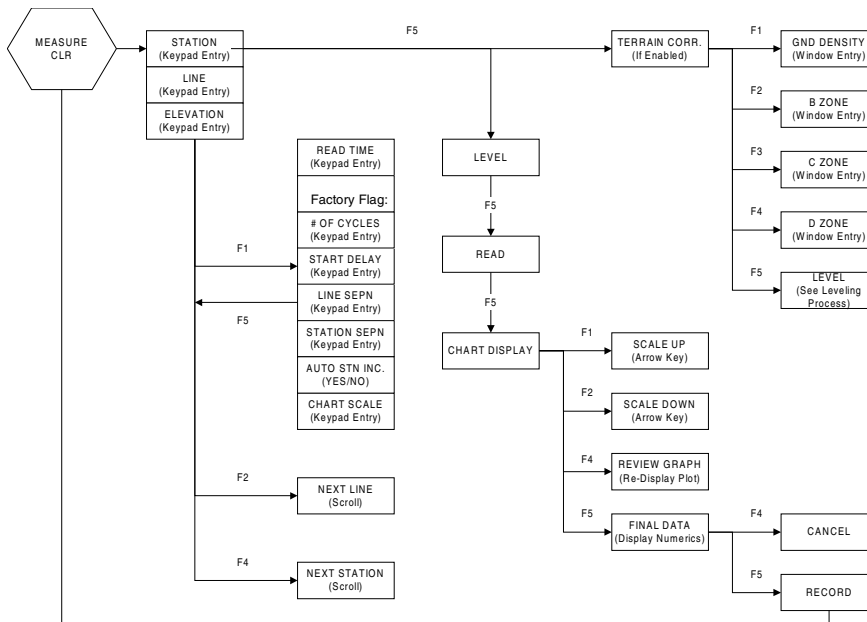 MEASURE
CLR
STATION
(Keypad Entry)
LINE
(Keypad Entry)
ELEVATION
(Keypad Entry)
F5
TERRAIN CORR.
(If Enabled)
F1
GND DENSITY
(Window Entry)
F2
B ZONE
(Window Entry)
F3
C ZONE
(Window Entry)
F4
D ZONE
(Window Entry)
F5
LEVEL
(See Leveling
Process)
READ TIME
(Keypad Entry)
Factory Flag:
# OF CYCLES
(Keypad Entry)
START DELAY
(Keypad Entry)
LINE SEPN
(Keypad Entry)
STATION SEPN
(Keypad Entry)
AUTO STN INC.
(YES/NO)
CHART SCALE
(Keypad Entry)
F1
F5
F2
NEXT LINE
(Scroll)
F4
NEXT STATION
(Scroll)
LEVEL
F5
READ
F5
CHART DISPLAY
F1
SCALE UP
(Arrow Key)
F2
SCALE DOWN
(Arrow Key)
F4
REVIEW GRAPH
(Re-Display Plot)
F5
FINAL DATA
(Display Numerics)
F4
CANCEL
F5
RECORD